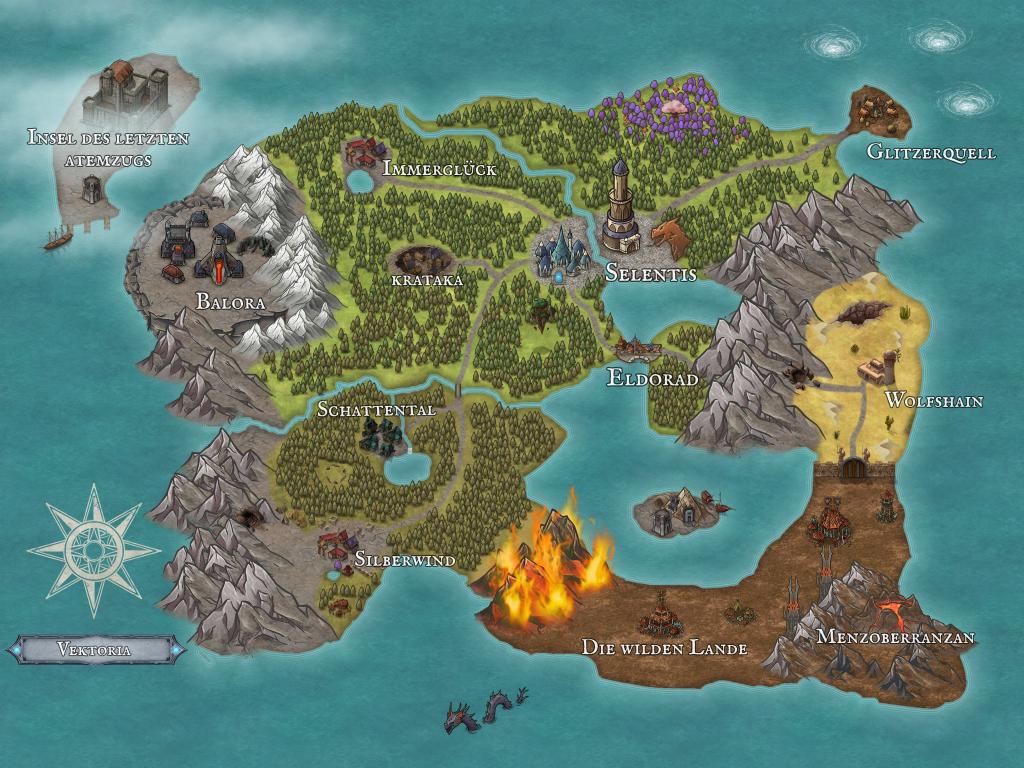 Insel des letzten
atemzugs
Glitzerquell
Immerglück
Krataka
Selentis
Balora
Eldorad
Wolfshain
Schattental
Silberwind
Menzoberranzan
Die wilden Lande
Vektoria